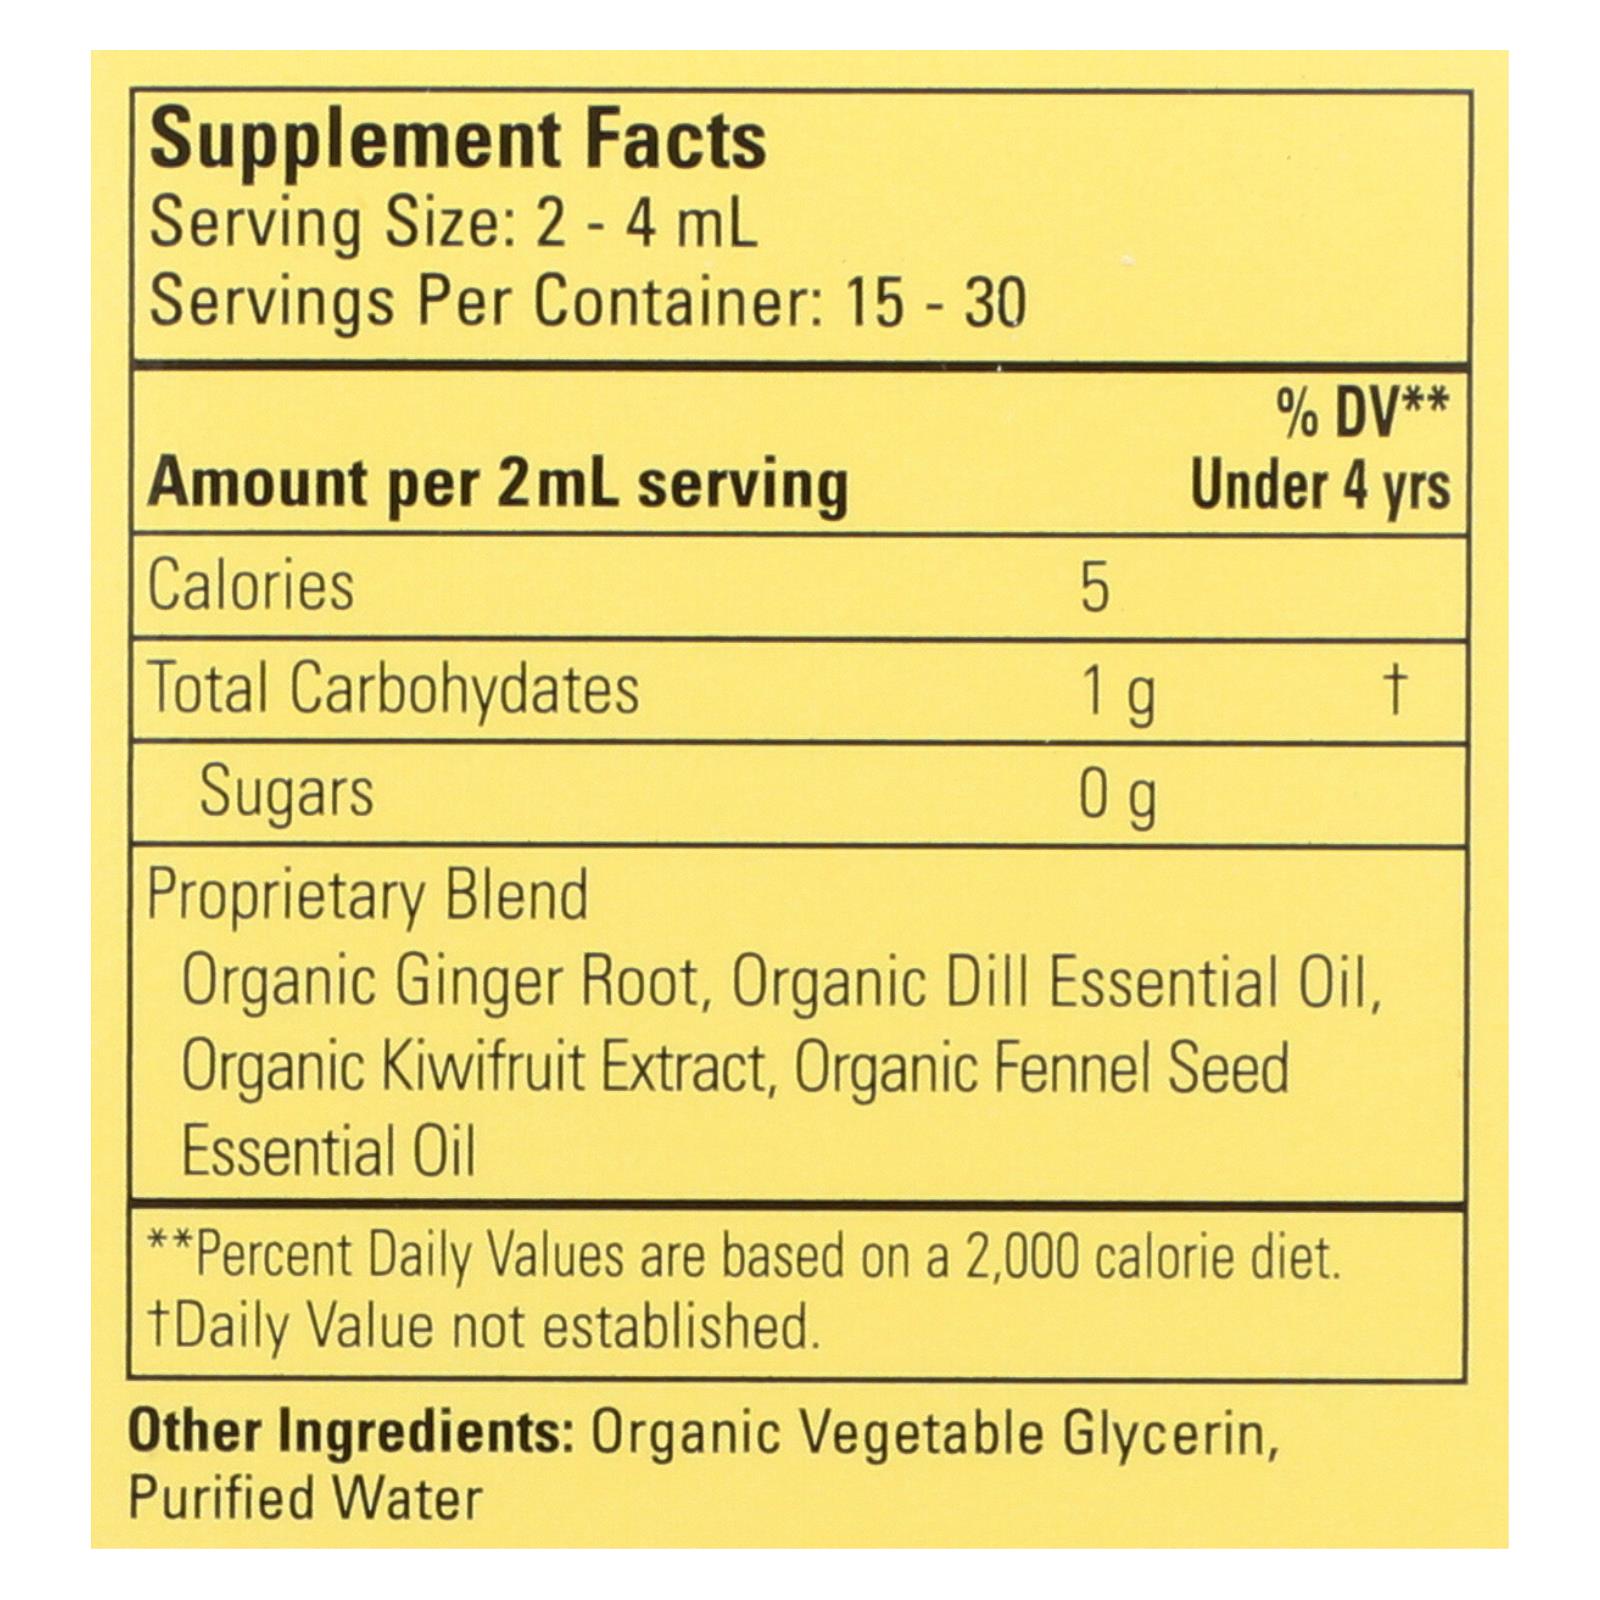 Supplement Facts
Serving Size: 2 - 4 mL
Servings Per Container: 15 - 30
% DV**
Amount per 2mL serving Under 4 yrs
Calories 5
Total Carbohydates 1 g †
Sugars 0 g
Proprietary Blend
Organic Ginger Root, Organic Dill Essential Oil,
Organic Kiwifruit Extract, Organic Fennel Seed
Essential Oil
**Percent Daily Values are based on a 2,000 calorie diet.
†Daily Value not established.
Other Ingredients: Organic Vegetable Glycerin,
Purified Water